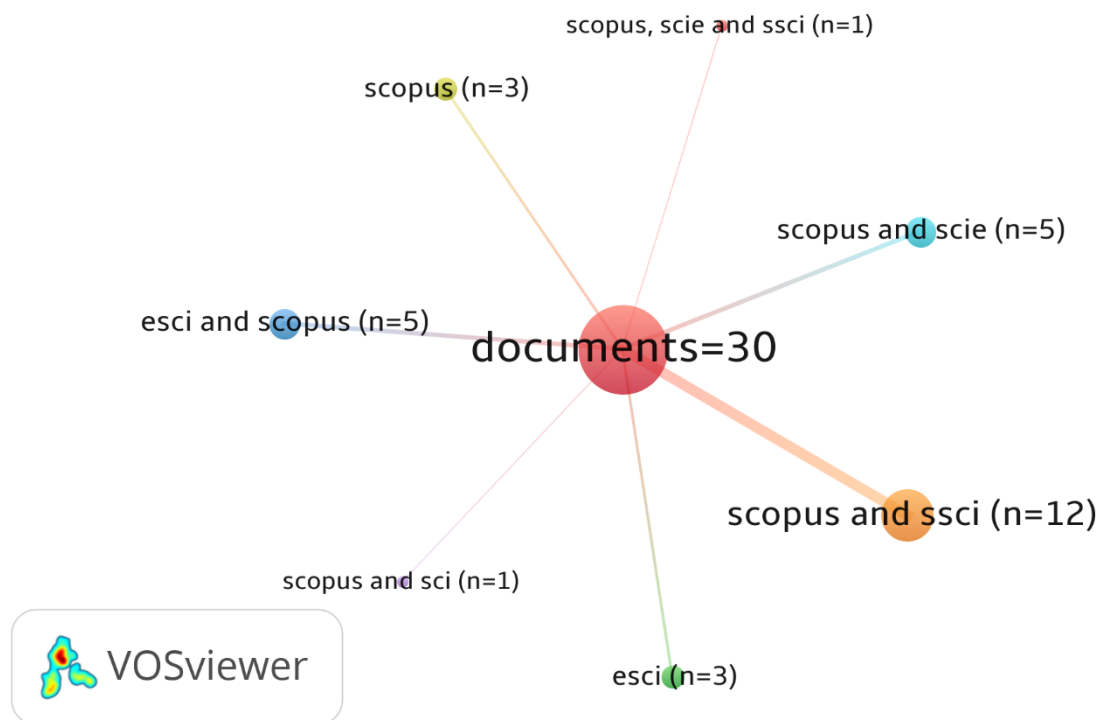 scopus, scie and ssci (n=1)
scopus (n=3)
scopus and scie (n=5)
esci and scopus (n=5)
documents=30
scopus and ssci (n=12)
scopus and sci (n=1)
esci (n=3)
VOSviewer